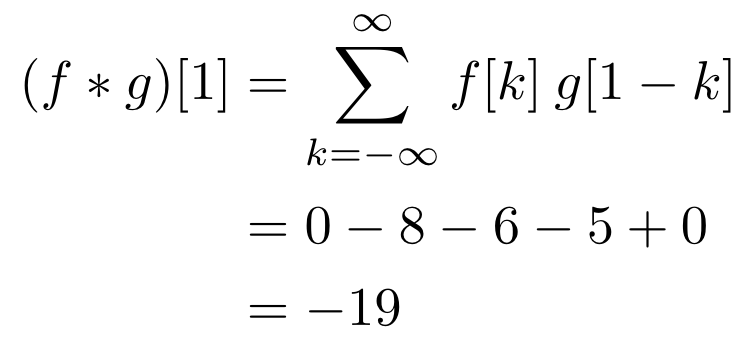 (f ∗ g)[1] = ∑_{k=−∞}^{∞} f[k] g[1 − k]
= 0 − 8 − 6 − 5 + 0
= −19